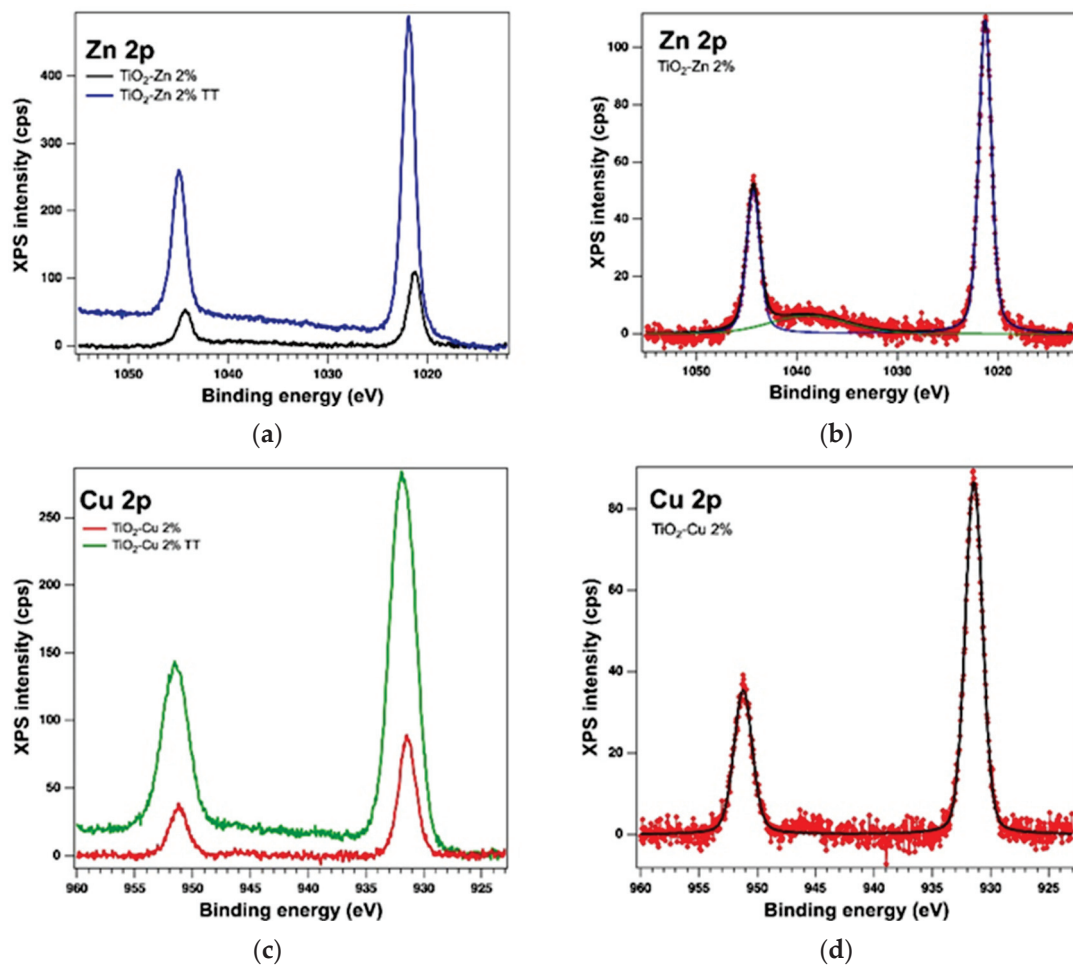 Zn 2p
TiO₂-Zn 2%
TiO₂-Zn 2% TT
XPS intensity (cps)
400
300
200
100
0
1050 1040 1030 1020
Binding energy (eV)
(a)
Zn 2p
TiO₂-Zn 2%
XPS intensity (cps)
100
80
60
40
20
0
1050 1040 1030 1020
Binding energy (eV)
(b)
Cu 2p
TiO₂-Cu 2%
TiO₂-Cu 2% TT
XPS intensity (cps)
250
200
150
100
50
0
960 955 950 945 940 935 930 925
Binding energy (eV)
(c)
Cu 2p
TiO₂-Cu 2%
XPS intensity (cps)
80
60
40
20
0
960 955 950 945 940 935 930 925
Binding energy (eV)
(d)